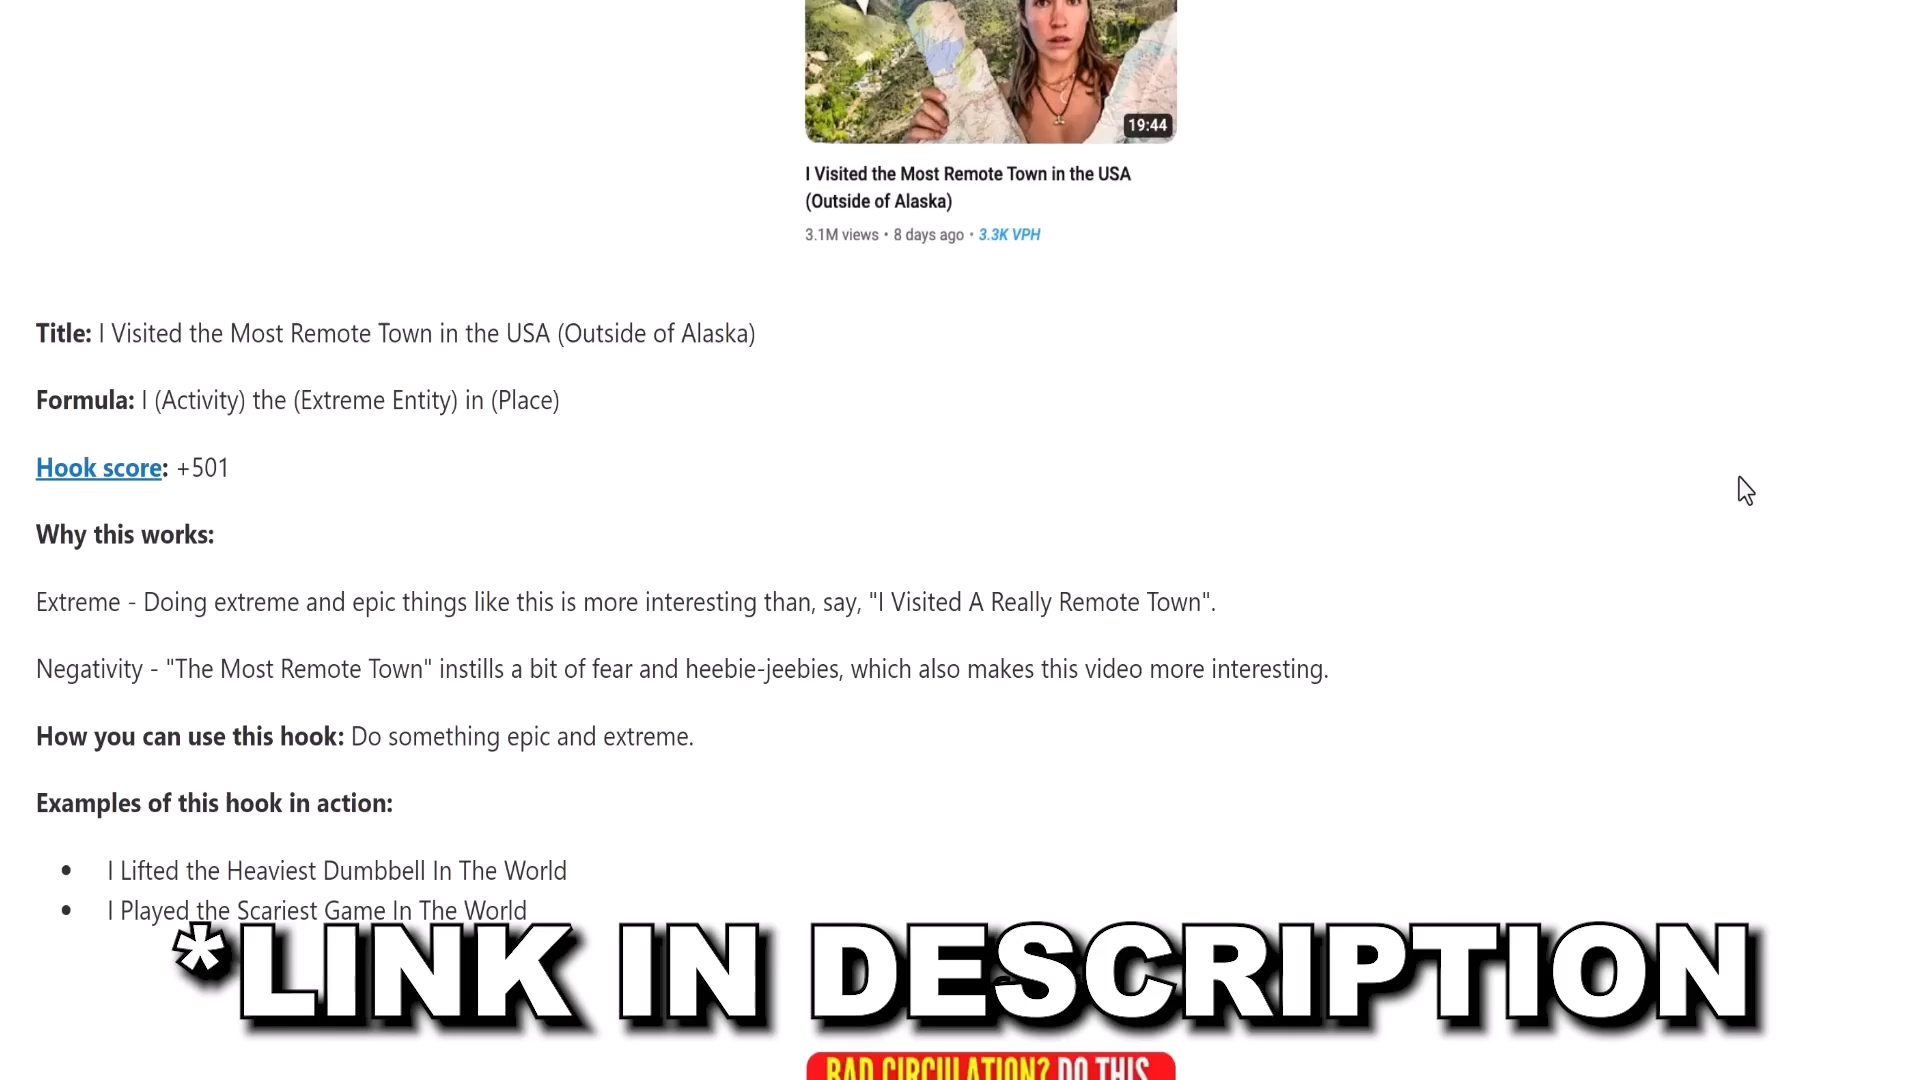 19:44
I Visited the Most Remote Town in the USA
(Outside of Alaska)
3.1M views • 8 days ago • 3.3K VPH
Title: I Visited the Most Remote Town in the USA (Outside of Alaska)
Formula: I (Activity) the (Extreme Entity) in (Place)
Hook score: +501
Why this works:
Extreme - Doing extreme and epic things like this is more interesting than, say, "I Visited A Really Remote Town".
Negativity - "The Most Remote Town" instills a bit of fear and heebie-jeebies, which also makes this video more interesting.
How you can use this hook: Do something epic and extreme.
Examples of this hook in action:
• I Lifted the Heaviest Dumbbell In The World
• I Played the Scariest Game In The World
*LINK IN DESCRIPTION
BAD CIRCULATION? DO THIS